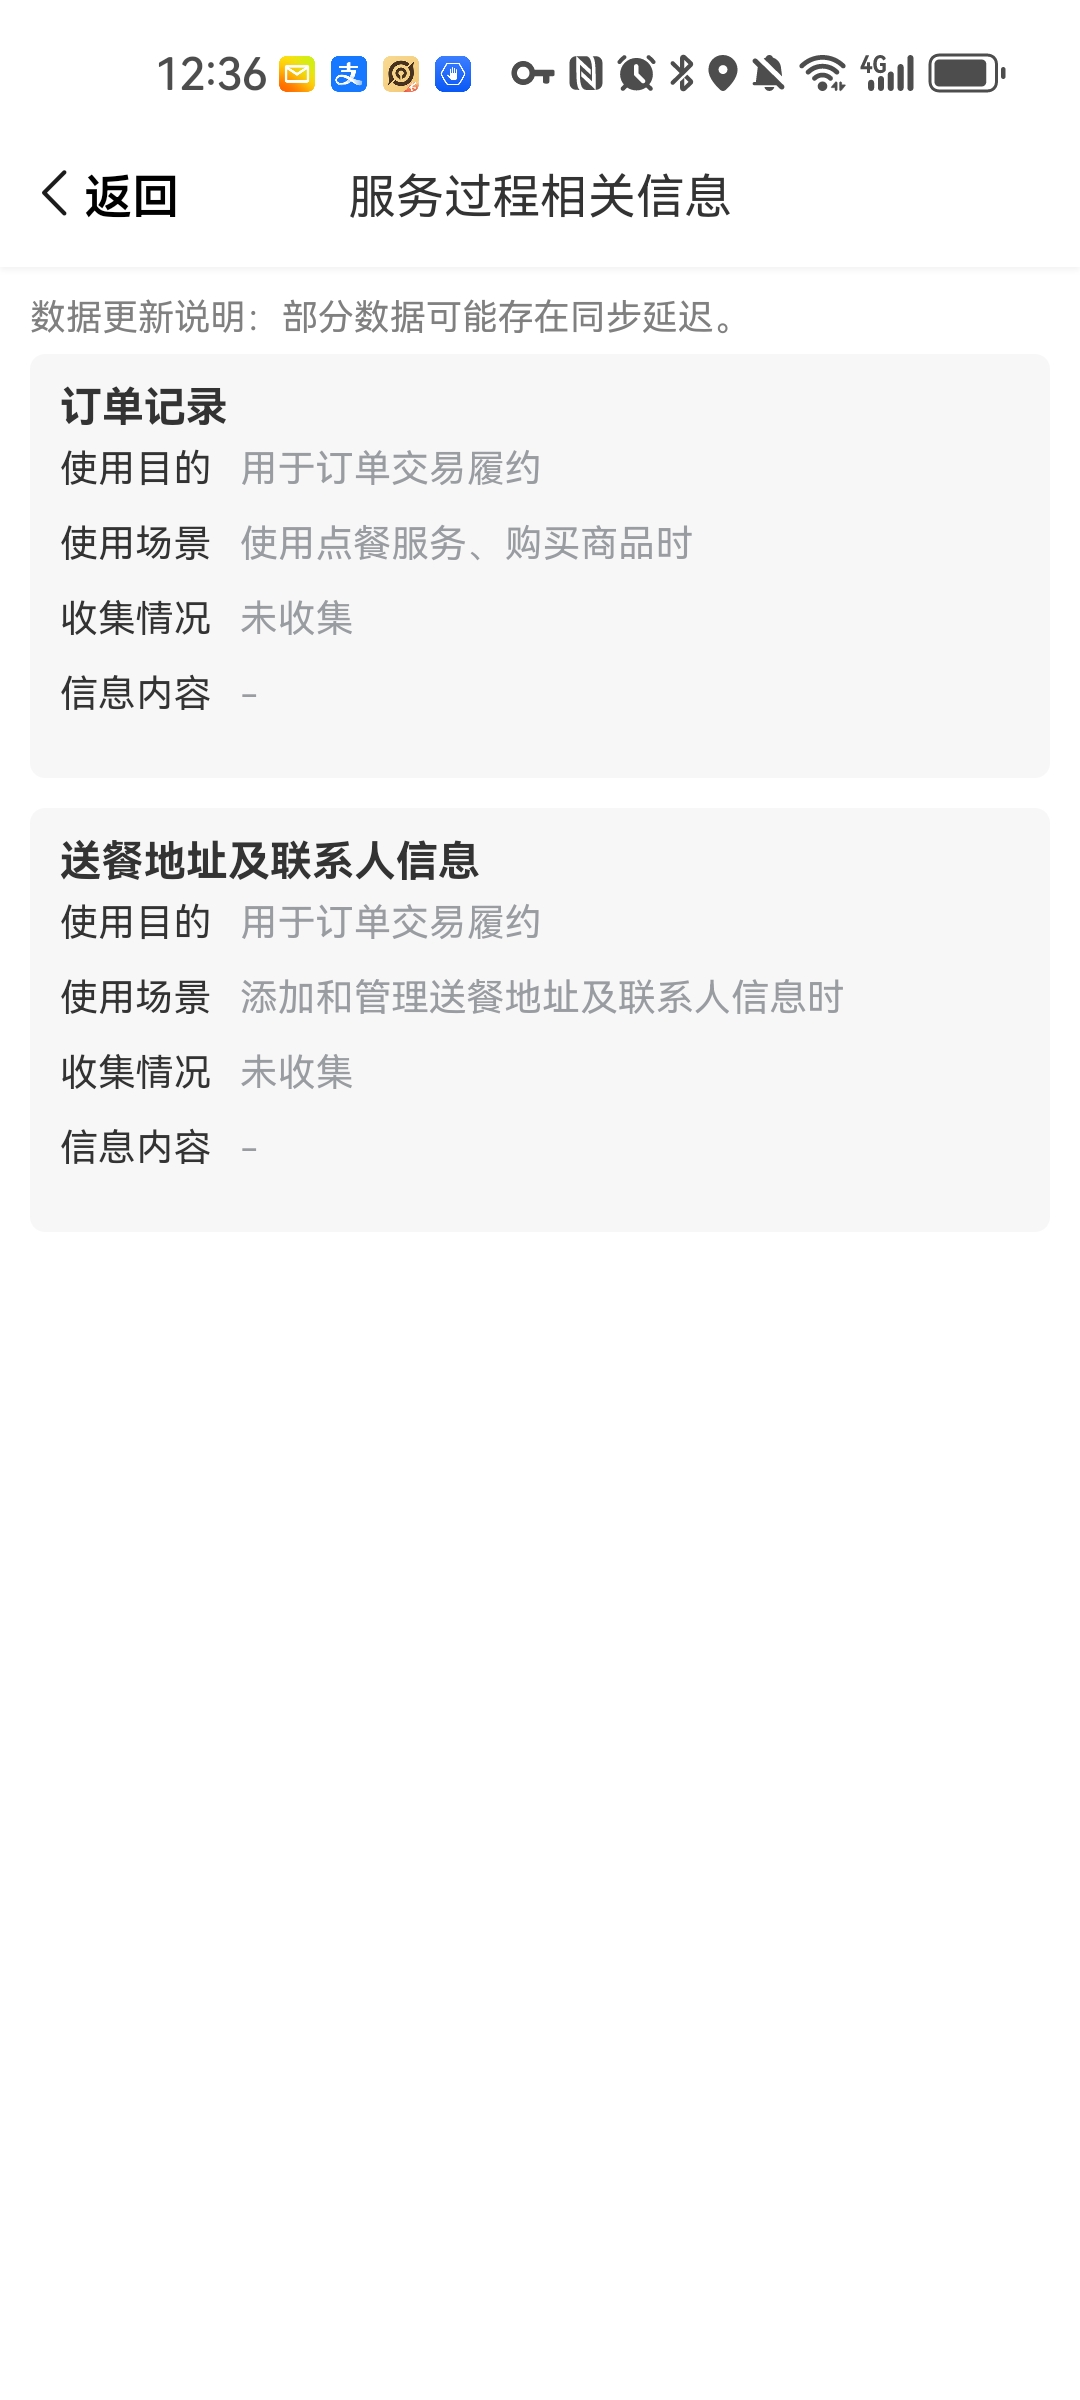 12:36
支
4G
返回
服务过程相关信息
数据更新说明：部分数据可能存在同步延迟。
订单记录
使用目的 用于订单交易履约
使用场景 使用点餐服务、购买商品时
收集情况 未收集
信息内容 -
送餐地址及联系人信息
使用目的 用于订单交易履约
使用场景 添加和管理送餐地址及联系人信息时
收集情况 未收集
信息内容 -